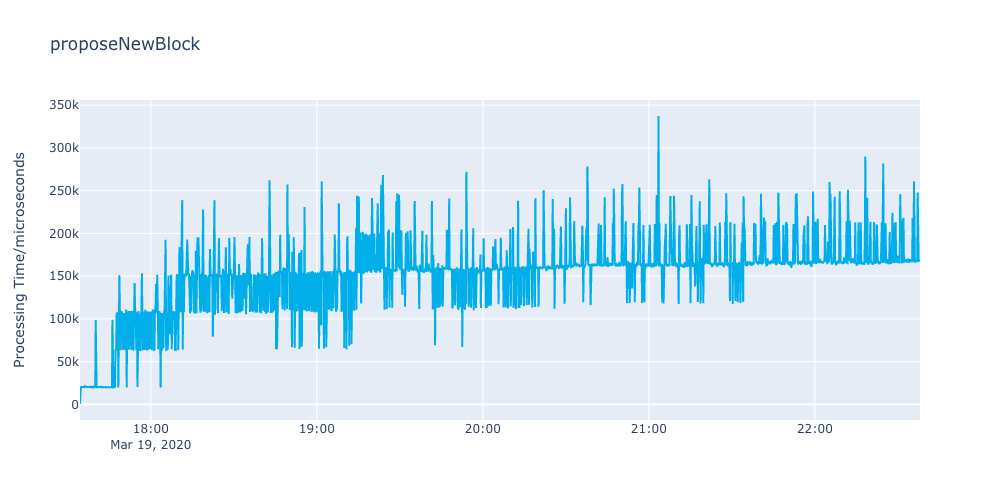 proposeNewBlock
Processing Time/microseconds
350k
300k
250k
200k
150k
100k
50k
0
18:00
Mar 19, 2020
19:00
20:00
21:00
22:00